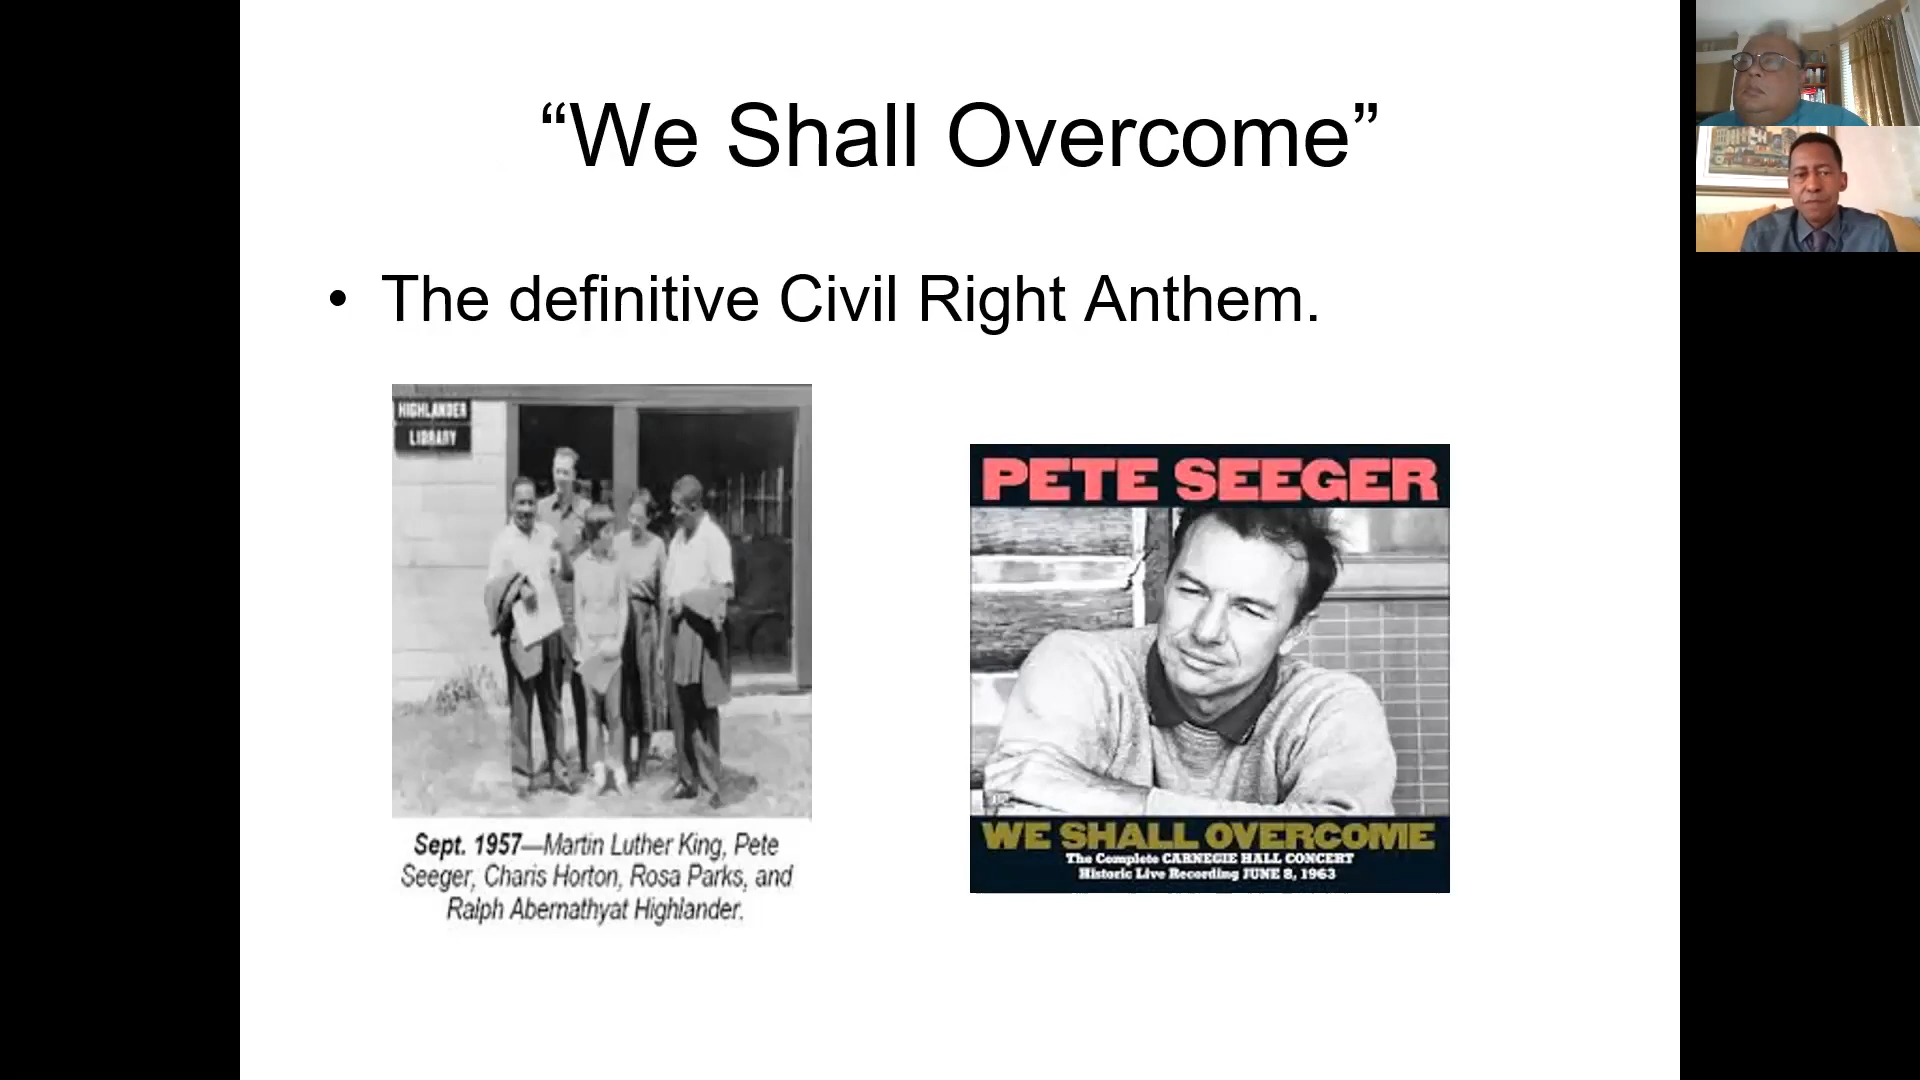 “We Shall Overcome”
• The definitive Civil Right Anthem.
HIGHLANDER
LIBRARY
Sept. 1957—Martin Luther King, Pete
Seeger, Charis Horton, Rosa Parks, and
Ralph Abernathyat Highlander.
PETE SEEGER
WE SHALL OVERCOME
The Complete CARNEGIE HALL CONCERT
Historic Live Recording JUNE 8, 1963